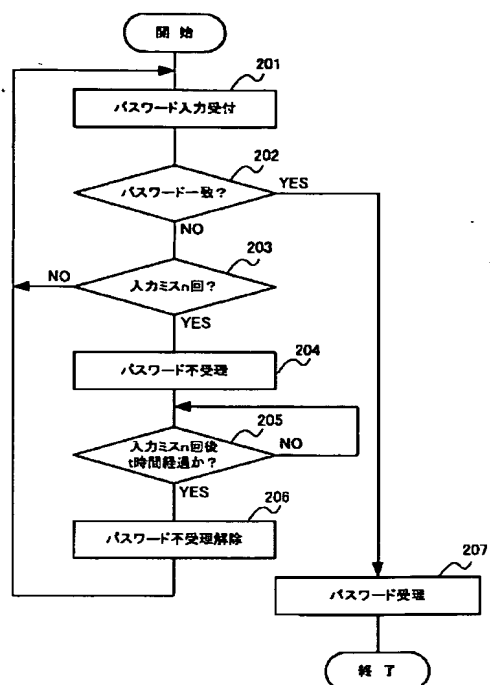 開 始
201
パスワード入力受付
202
パスワード一致?
YES
NO
203
入力ミスn回?
NO
YES
204
パスワード不受理
205
入力ミスn回後
t時間経過か?
NO
YES
206
パスワード不受理解除
207
パスワード受理
終 了